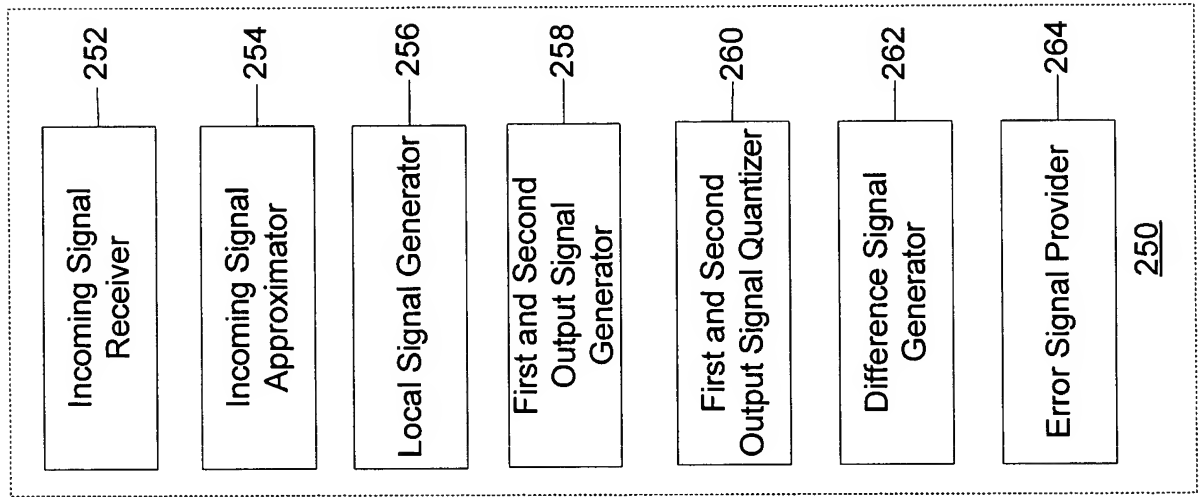 Incoming Signal
Receiver
252
Incoming Signal
Approximator
254
Local Signal Generator
256
First and Second
Output Signal
Generator
258
First and Second
Output Signal Quantizer
260
Difference Signal
Generator
262
Error Signal Provider
264
250